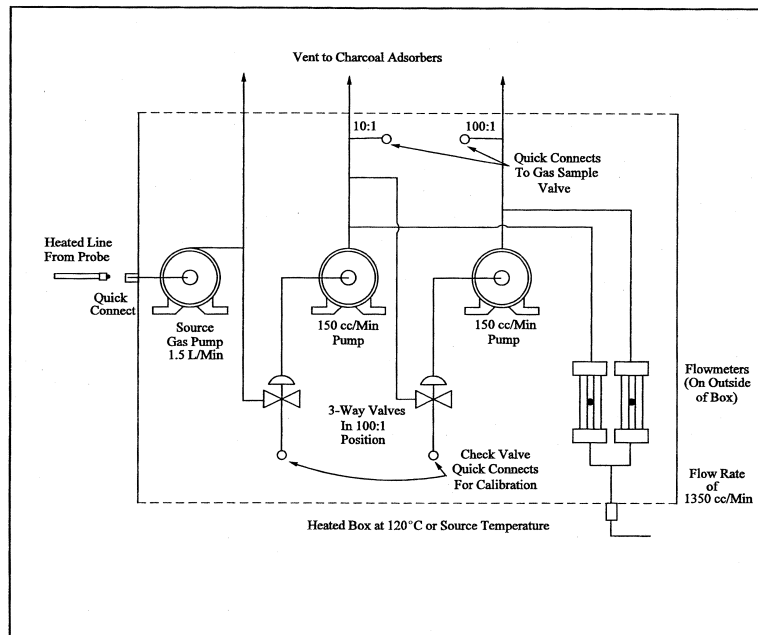 Vent to Charcoal Adsorbers
10:1
100:1
Quick Connects
To Gas Sample
Valve
Heated Line
From Probe
Quick
Connect
Source
Gas Pump
1.5 L/Min
150 cc/Min
Pump
150 cc/Min
Pump
3-Way Valves
In 100:1
Position
Check Valve
Quick Connects
For Calibration
Flowmeters
(On Outside
of Box)
Flow Rate
of
1350 cc/Min
Heated Box at 120°C or Source Temperature